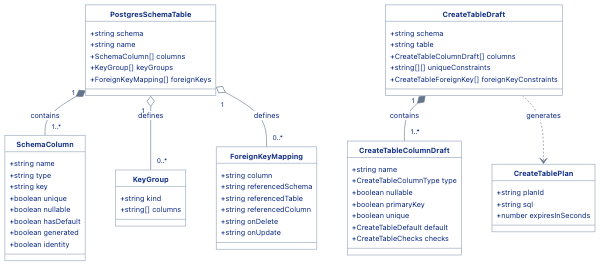 PostgresSchemaTable
+string schema
+string name
+SchemaColumn[] columns
+KeyGroup[] keyGroups
+ForeignKeyMapping[] foreignKeys
CreateTableDraft
+string schema
+string table
+CreateTableColumnDraft[] columns
+string[][] uniqueConstraints
+CreateTableForeignKey[] foreignKeyConstraints
1
1
1
1
contains
defines
defines
contains
generates
1..*
0..*
0..*
1..*
SchemaColumn
+string name
+string type
+string key
+boolean unique
+boolean nullable
+boolean hasDefault
+boolean generated
+boolean identity
KeyGroup
+string kind
+string[] columns
ForeignKeyMapping
+string column
+string referencedSchema
+string referencedTable
+string referencedColumn
+string onDelete
+string onUpdate
CreateTableColumnDraft
+string name
+CreateTableColumnType type
+boolean nullable
+boolean primaryKey
+boolean unique
+CreateTableDefault default
+CreateTableChecks checks
CreateTablePlan
+string planId
+string sql
+number expiresInSeconds